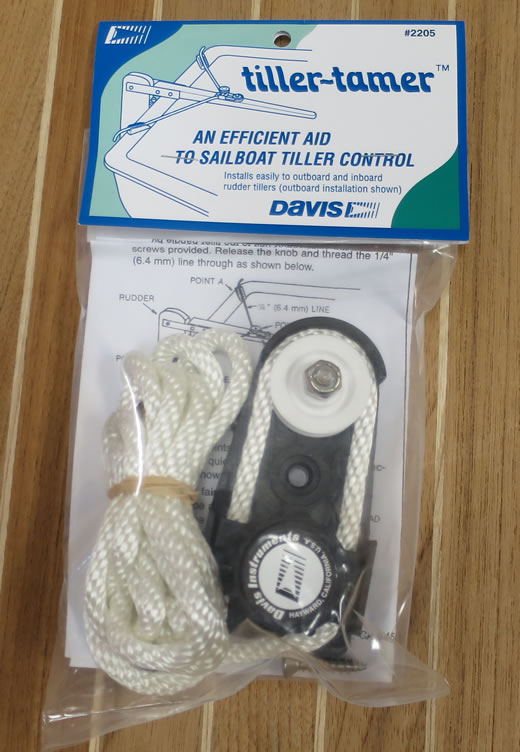 #2205
tiller-tamer™
AN EFFICIENT AID
TO SAILBOAT TILLER CONTROL
Installs easily to outboard and inboard
rudder tillers (outboard installation shown)
DAVIS
screws provided. Release the knob and thread the 1/4"
(6.4 mm) line through as shown below.
POINT A
¼" (6.4 mm) LINE
RUDDER
Davis Instruments
HAYWARD, CALIFORNIA, U.S.A.